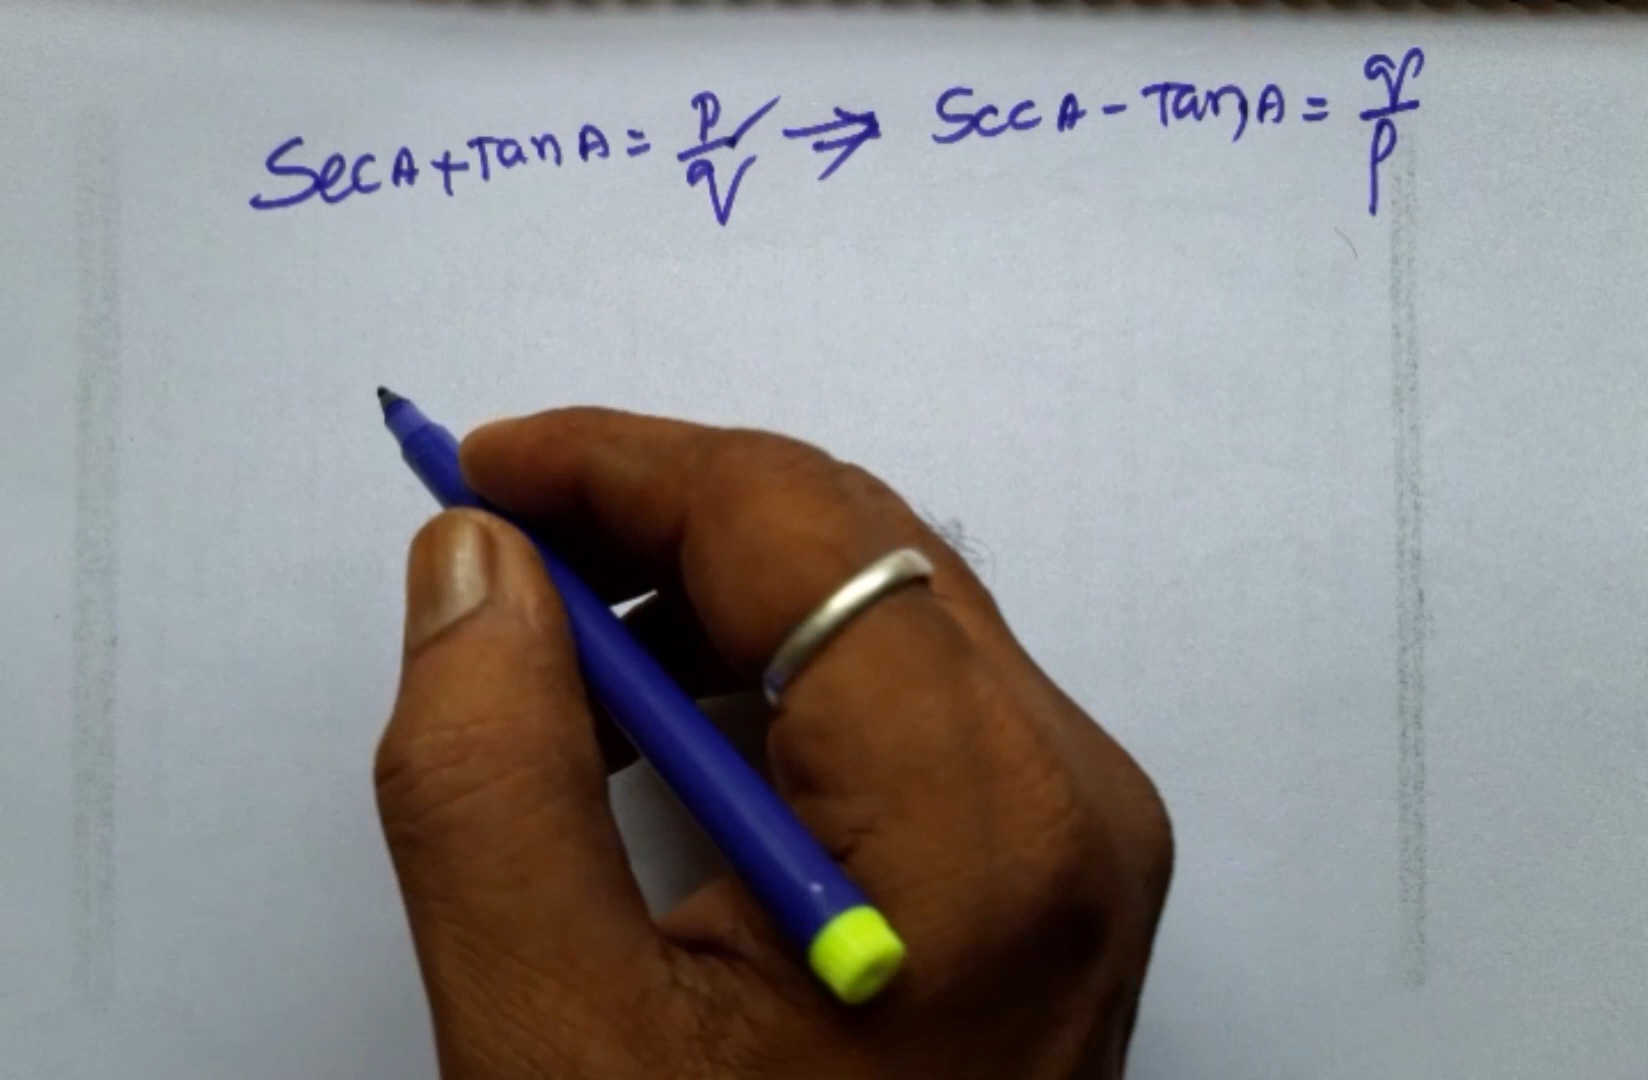 SecA+TanA = p/q ⇒ SecA - TanA = q/p